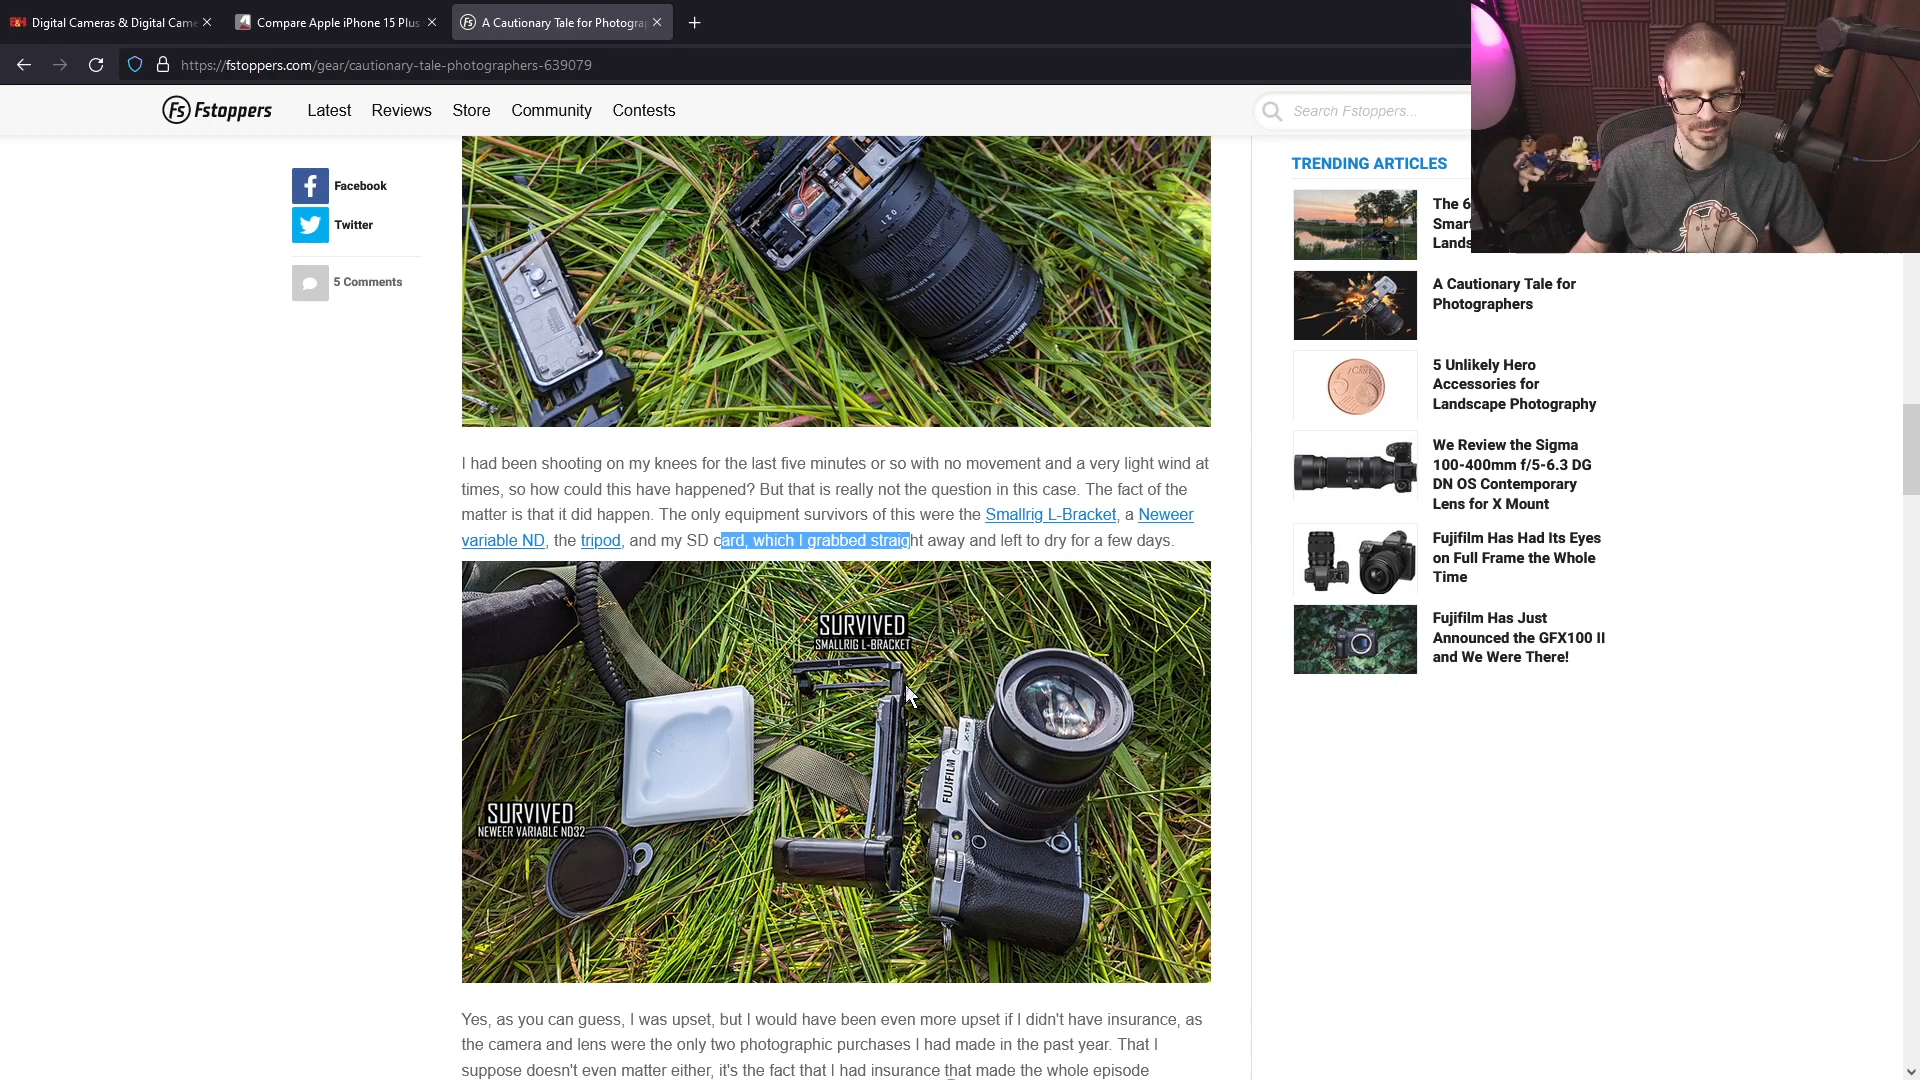 Digital Cameras & Digital Came
Compare Apple iPhone 15 Plus
A Cautionary Tale for Photogra
https://fstoppers.com/gear/cautionary-tale-photographers-639079
Fs Fstoppers
Latest
Reviews
Store
Community
Contests
Search Fstoppers...
Facebook
Twitter
5 Comments
I had been shooting on my knees for the last five minutes or so with no movement and a very light wind at
times, so how could this have happened? But that is really not the question in this case. The fact of the
matter is that it did happen. The only equipment survivors of this were the Smallrig L-Bracket, a Neweer
variable ND, the tripod, and my SD card, which I grabbed straight away and left to dry for a few days.
SURVIVED
SMALLRIG L-BRACKET
SURVIVED
NEWEER VARIABLE ND32
FUJIFILM
X-T5
Yes, as you can guess, I was upset, but I would have been even more upset if I didn't have insurance, as
the camera and lens were the only two photographic purchases I had made in the past year. That I
suppose doesn't even matter either, it's the fact that I had insurance that made the whole episode
TRENDING ARTICLES
The 6
Smar
Lands
A Cautionary Tale for
Photographers
5 Unlikely Hero
Accessories for
Landscape Photography
We Review the Sigma
100-400mm f/5-6.3 DG
DN OS Contemporary
Lens for X Mount
Fujifilm Has Had Its Eyes
on Full Frame the Whole
Time
Fujifilm Has Just
Announced the GFX100 II
and We Were There!